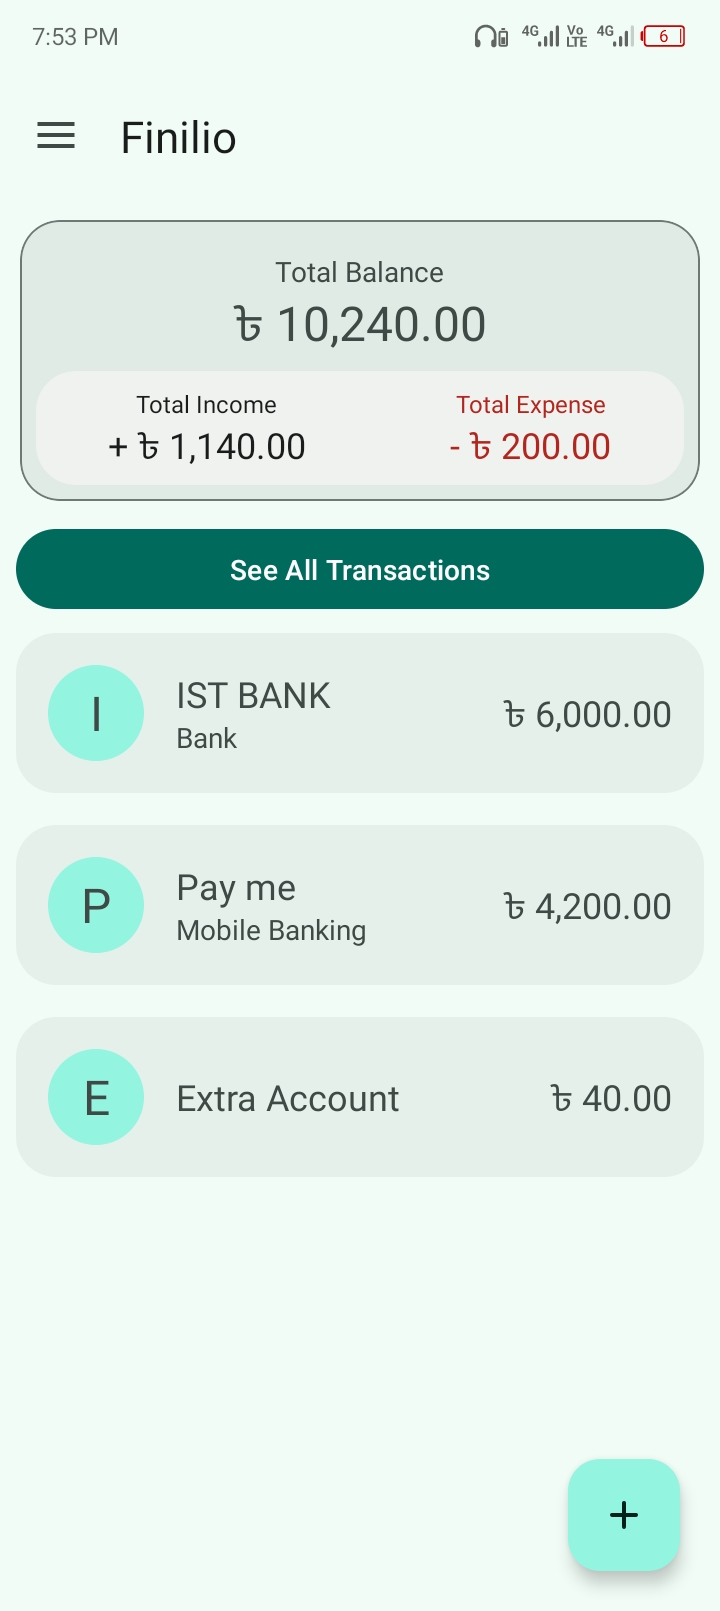 7:53 PM
4G Vo LTE 4G 6
Finilio
Total Balance
৳ 10,240.00
Total Income
Total Expense
+ ৳ 1,140.00
- ৳ 200.00
See All Transactions
I
IST BANK
Bank
৳ 6,000.00
P
Pay me
Mobile Banking
৳ 4,200.00
E
Extra Account
৳ 40.00
+